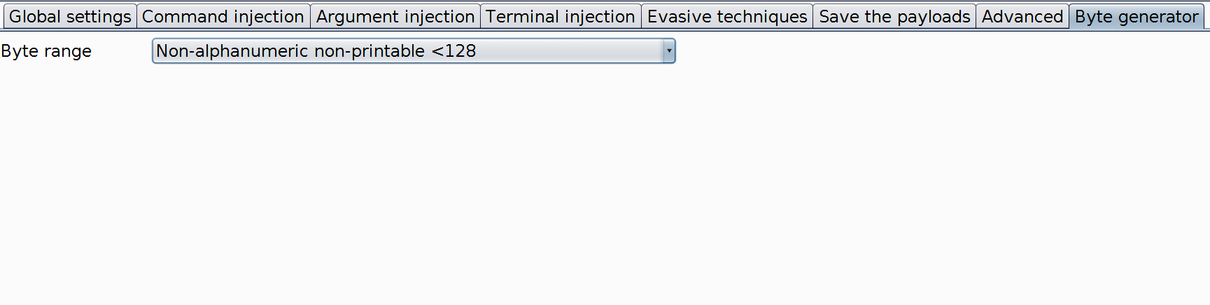 Global settings Command injection Argument injection Terminal injection Evasive techniques Save the payloads Advanced Byte generator
Byte range Non-alphanumeric non-printable <128